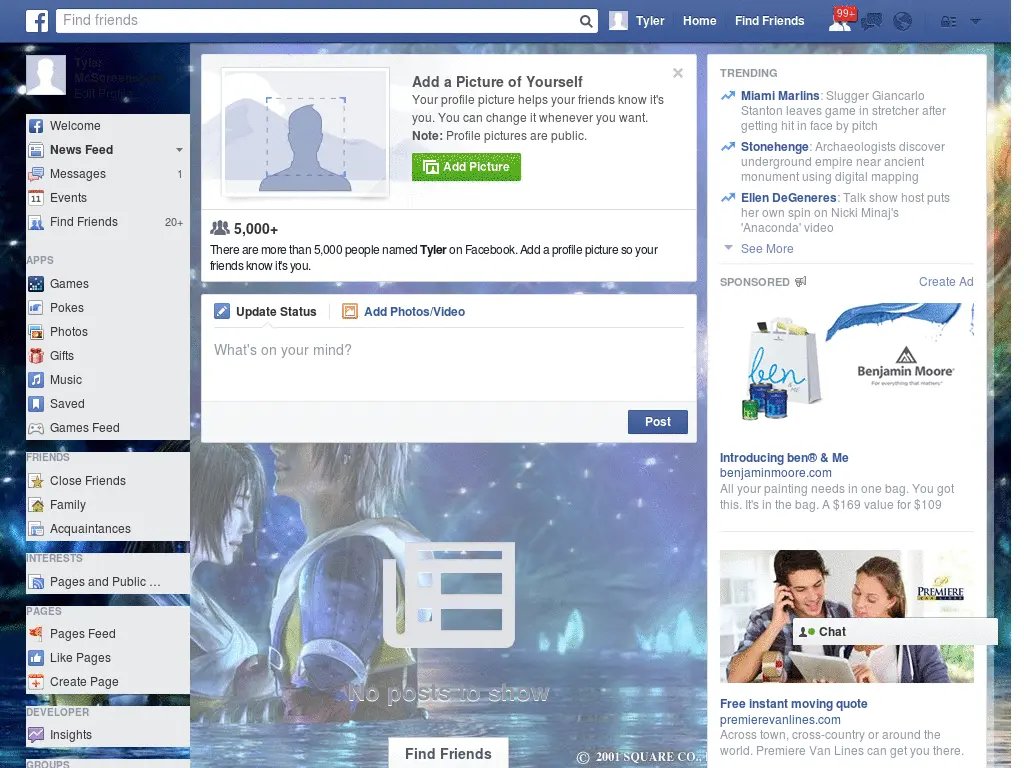 Find friends
Tyler
Home
Find Friends
99+
Tyler
Edit Profile
Welcome
News Feed
Messages 1
11
Events
Find Friends 20+
APPS
Games
Pokes
Photos
Gifts
Music
Saved
Games Feed
FRIENDS
Close Friends
Family
Acquaintances
INTERESTS
Pages and Public ...
PAGES
Pages Feed
Like Pages
Create Page
DEVELOPER
Insights
GROUPS
Add a Picture of Yourself
Your profile picture helps your friends know it's
you. You can change it whenever you want.
Note: Profile pictures are public.
Add Picture
5,000+
There are more than 5,000 people named Tyler on Facebook. Add a profile picture so your
friends know it's you.
Update Status
Add Photos/Video
What's on your mind?
Post
No posts to show
Find Friends
© 2001 SQUARE CO.,
TRENDING
Miami Marlins: Slugger Giancarlo
Stanton leaves game in stretcher after
getting hit in face by pitch
Stonehenge: Archaeologists discover
underground empire near ancient
monument using digital mapping
Ellen DeGeneres: Talk show host puts
her own spin on Nicki Minaj's
'Anaconda' video
See More
SPONSORED
Create Ad
ben
& ME
Benjamin Moore®
For everything that matters.™
Introducing ben® & Me
benjaminmoore.com
All your painting needs in one bag. You got
this. It's in the bag. A $169 value for $109
PREMIERE
VAN LINES
Chat
Free instant moving quote
premierevanlines.com
Across town, cross-country or around the
world. Premiere Van Lines can get you there.